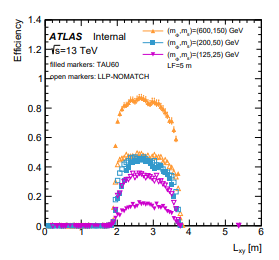 1.4
ATLAS Internal
√s=13 TeV
filled markers: TAU60
open markers: LLP-NOMATCH
(mΦ,ms)=(600,150) GeV
(mΦ,ms)=(200,50) GeV
(mΦ,ms)=(125,25) GeV
LF=5 m
Efficiency
1.2
1
0.8
0.6
0.4
0.2
0
0 1 2 3 4 5 6
Lxy [m]